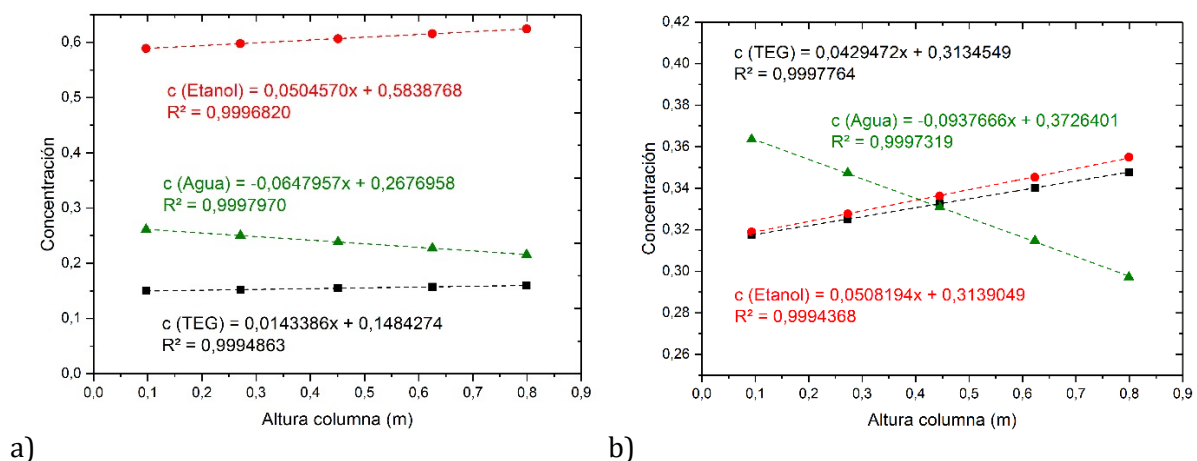 0,6
0,5
0,4
0,3
0,2
0,1
0,0
Concentración
c (Etanol) = 0,0504570x + 0,5838768
R² = 0,9996820
c (Agua) = -0,0647957x + 0,2676958
R² = 0,9997970
c (TEG) = 0,0143386x + 0,1484274
R² = 0,9994863
0,0 0,1 0,2 0,3 0,4 0,5 0,6 0,7 0,8 0,9
Altura columna (m)
a)
0,42
0,40
0,38
0,36
0,34
0,32
0,30
0,28
0,26
Concentración
c (TEG) = 0,0429472x + 0,3134549
R² = 0,9997764
c (Agua) = -0,0937666x + 0,3726401
R² = 0,9997319
c (Etanol) = 0,0508194x + 0,3139049
R² = 0,9994368
0,0 0,1 0,2 0,3 0,4 0,5 0,6 0,7 0,8 0,9
Altura columna (m)
b)